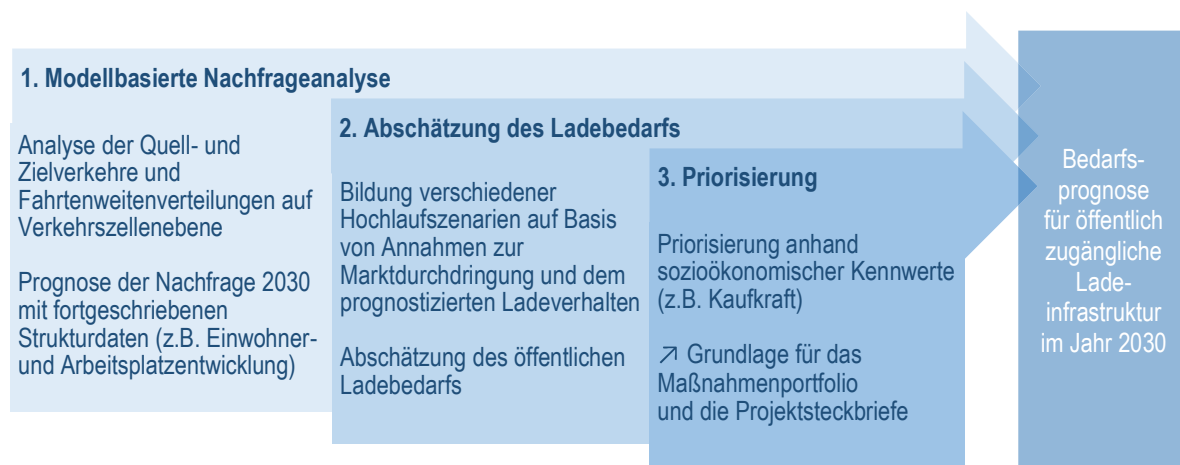 1. Modellbasierte Nachfrageanalyse
Analyse der Quell- und
Zielverkehre und
Fahrtenweitenverteilungen auf
Verkehrszellenebene
Prognose der Nachfrage 2030
mit fortgeschriebenen
Strukturdaten (z.B. Einwohner-
und Arbeitsplatzentwicklung)
2. Abschätzung des Ladebedarfs
Bildung verschiedener
Hochlaufszenarien auf Basis
von Annahmen zur
Marktdurchdringung und dem
prognostizierten Ladeverhalten
Abschätzung des öffentlichen
Ladebedarfs
3. Priorisierung
Priorisierung anhand
sozioökonomischer Kennwerte
(z.B. Kaufkraft)
↗ Grundlage für das
Maßnahmenportfolio
und die Projektsteckbriefe
Bedarfs-
prognose
für öffentlich
zugängliche
Lade-
infrastruktur
im Jahr 2030